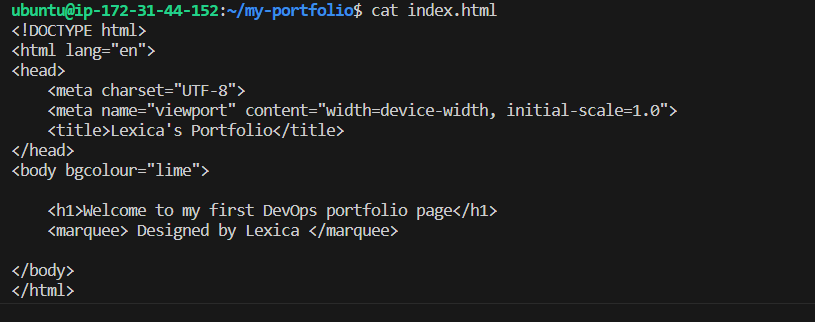 ubuntu@ip-172-31-44-152:~/my-portfolio$ cat index.html
<!DOCTYPE html>
<html lang="en">
<head>
    <meta charset="UTF-8">
    <meta name="viewport" content="width=device-width, initial-scale=1.0">
    <title>Lexica's Portfolio</title>
</head>
<body bgcolour="lime">
    <h1>Welcome to my first DevOps portfolio page</h1>
    <marquee> Designed by Lexica </marquee>
</body>
</html>